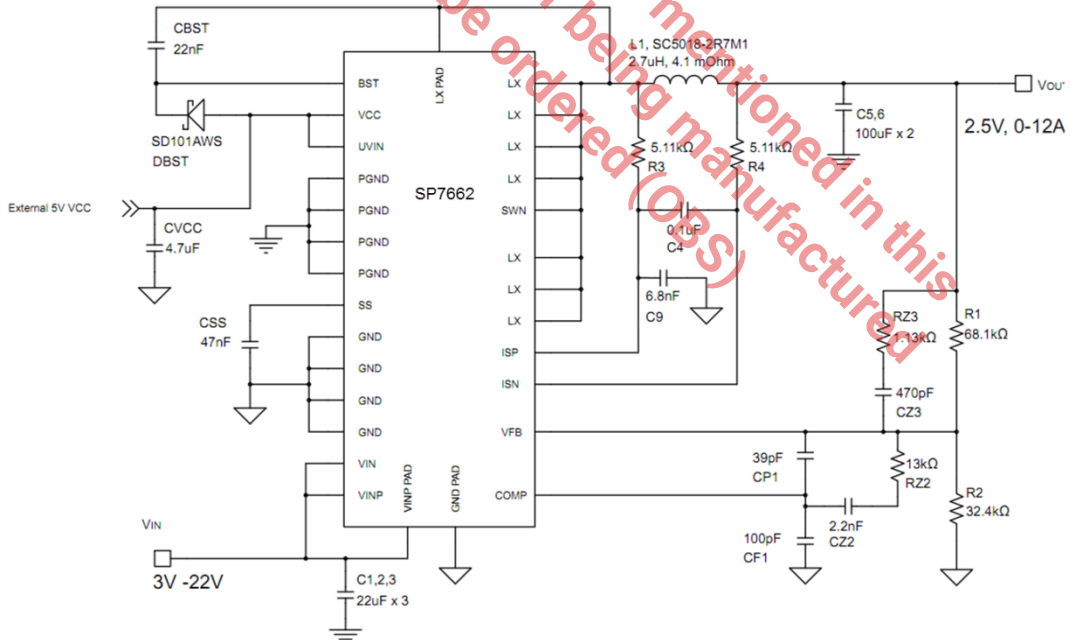 be ordered (OBS)
r being manufactured
mentioned in this
CBST
22nF
LX PAD
L1, SC5018-2R7M1
2.7uH, 4.1 mOhm
BST
LX
VCC
LX
UVIN
LX
PGND
LX
PGND
SWN
PGND
LX
PGND
LX
SS
LX
GND
ISP
GND
ISN
GND
GND
VFB
VIN
VINP
COMP
VINP PAD
GND PAD
SP7662
SD101AWS
DBST
External 5V VCC
CVCC
4.7uF
CSS
47nF
VIN
3V -22V
C1,2,3
22uF x 3
5.11kΩ
R3
5.11kΩ
R4
0.1uF
C4
6.8nF
C9
C5,6
100uF x 2
VOUT
2.5V, 0-12A
RZ3
1.13kΩ
R1
68.1kΩ
470pF
CZ3
39pF
CP1
13kΩ
RZ2
2.2nF
CZ2
100pF
CF1
R2
32.4kΩ